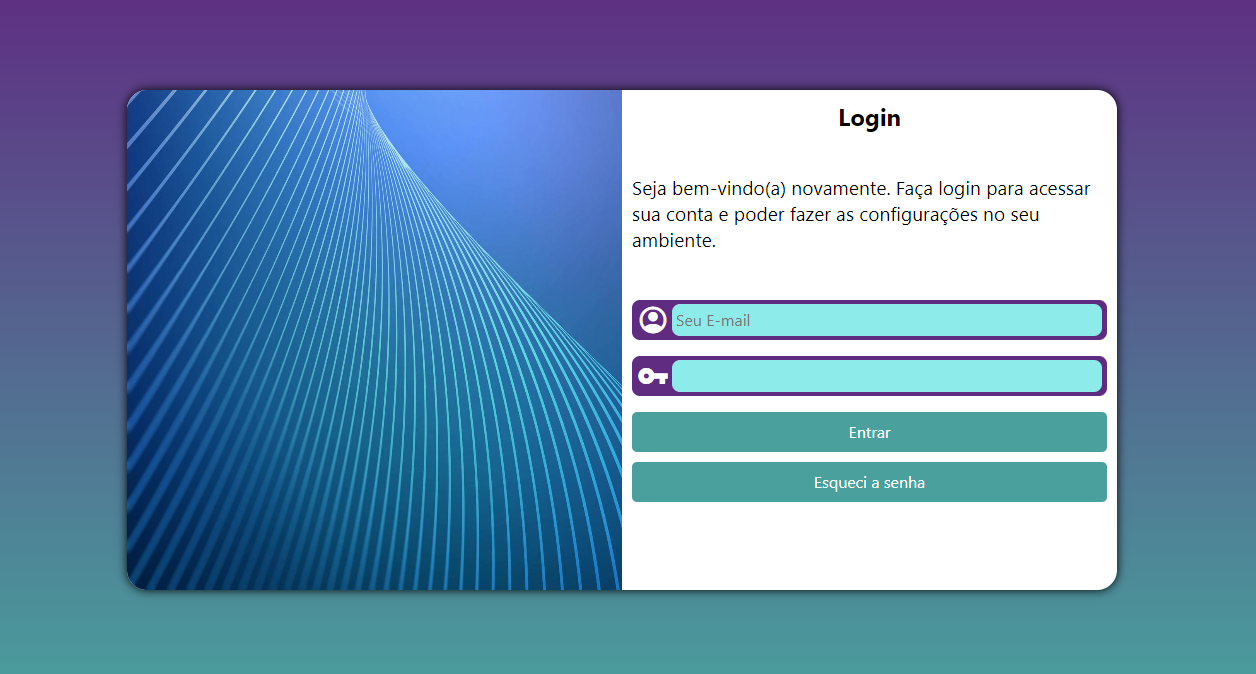 Login
Seja bem-vindo(a) novamente. Faça login para acessar
sua conta e poder fazer as configurações no seu
ambiente.
Seu E-mail
Entrar
Esqueci a senha